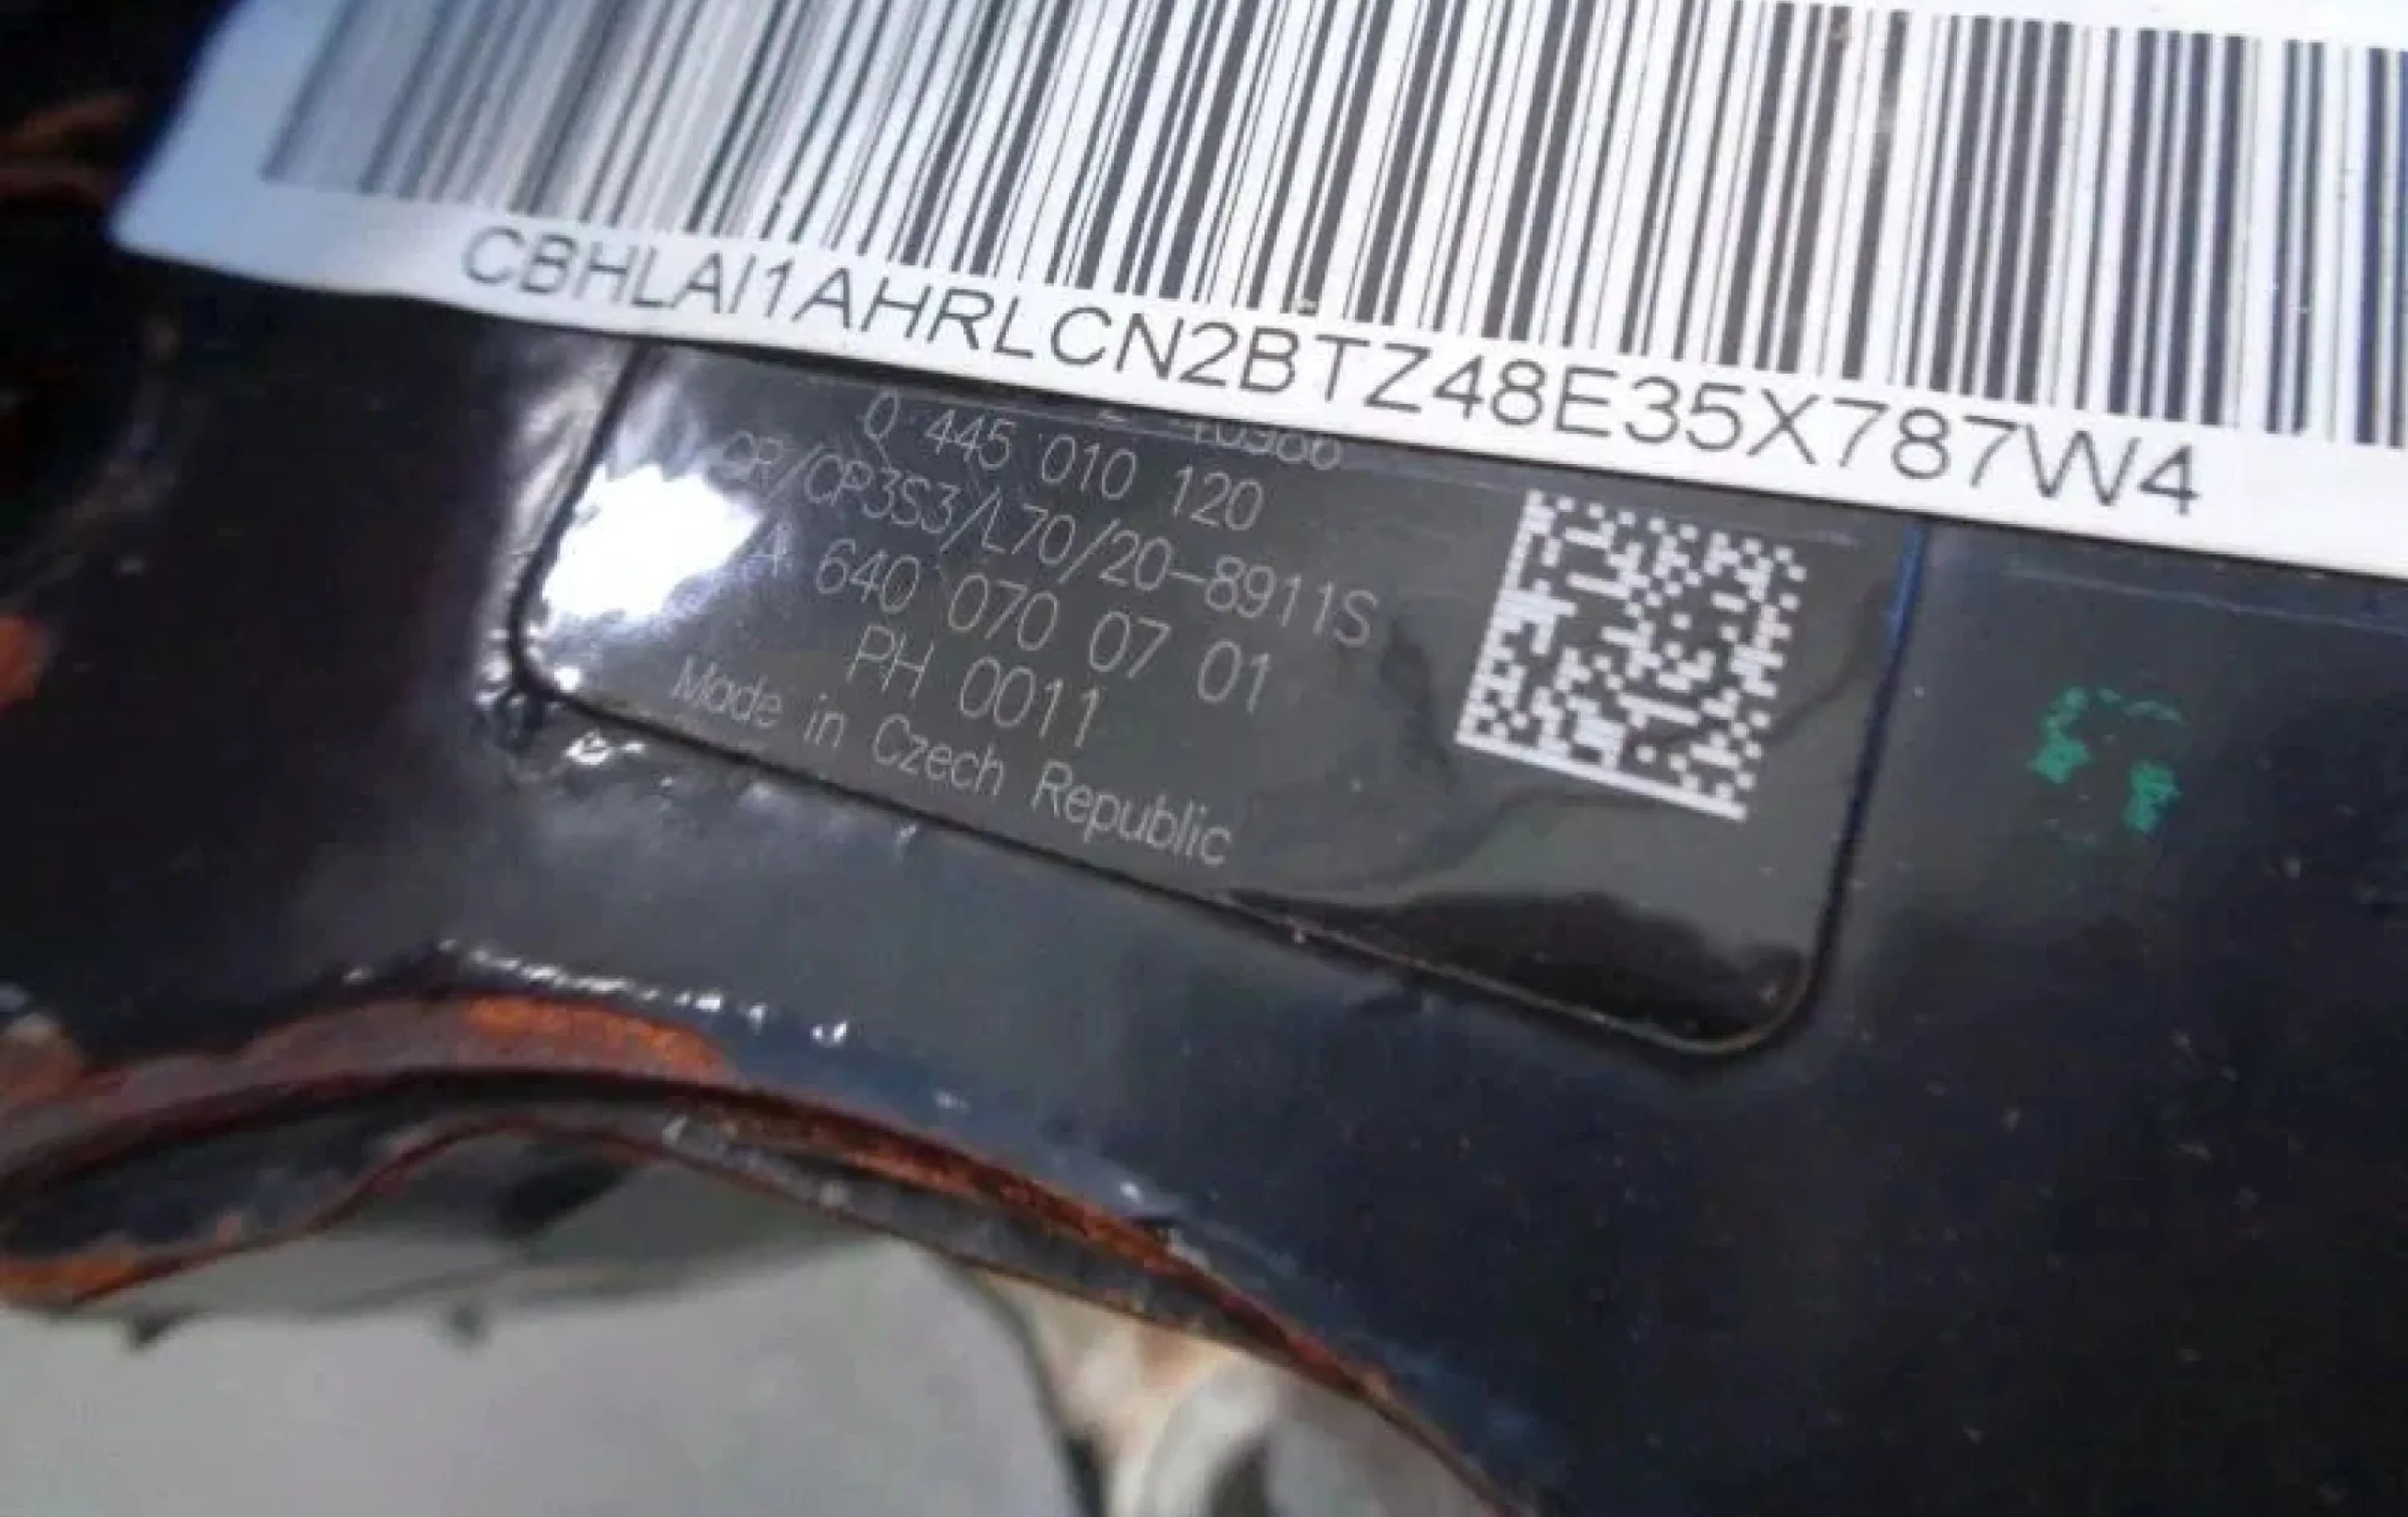 CBHLAI1AHRLCN2BTZ48E35X787W4
0 445 010 120
CR/CP3S3/L70/20-8911S
A 640 070 07 01
PH 0011
Made in Czech Republic